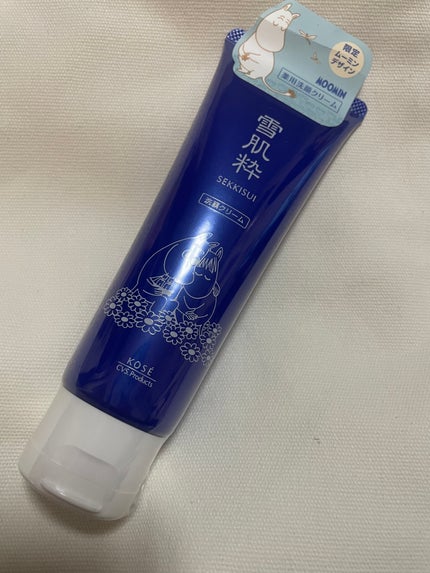 限定
ムーミン
デザイン
MOOMIN
薬用洗顔クリーム
雪肌粋
SEKKISUI
洗顔クリーム
KOSÉ
CVS Products